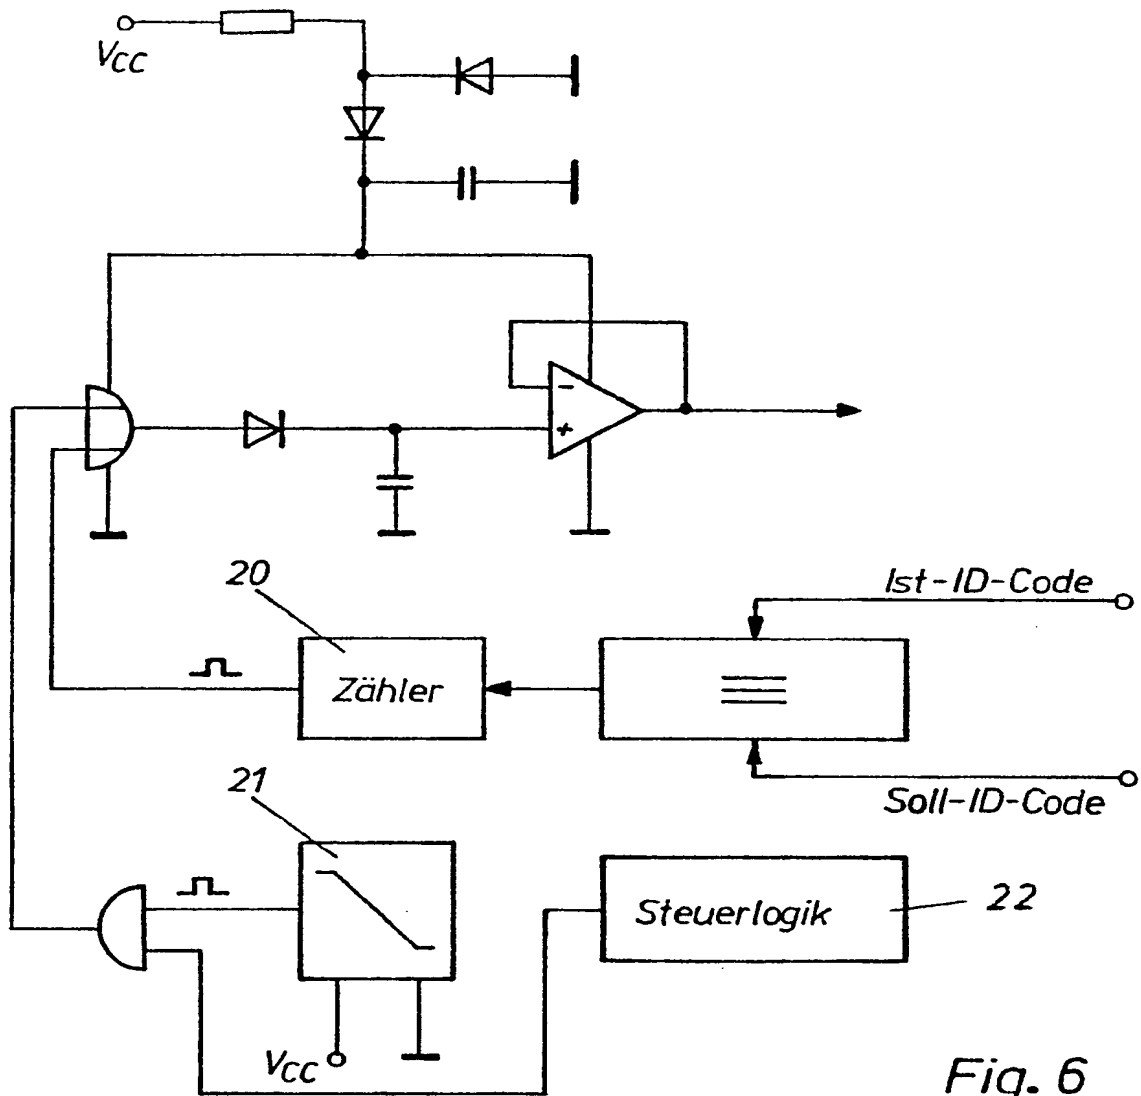 VCC
−
+
20
Ist-ID-Code
Zähler
21
Soll-ID-Code
Steuerlogik
22
VCC
Fig. 6